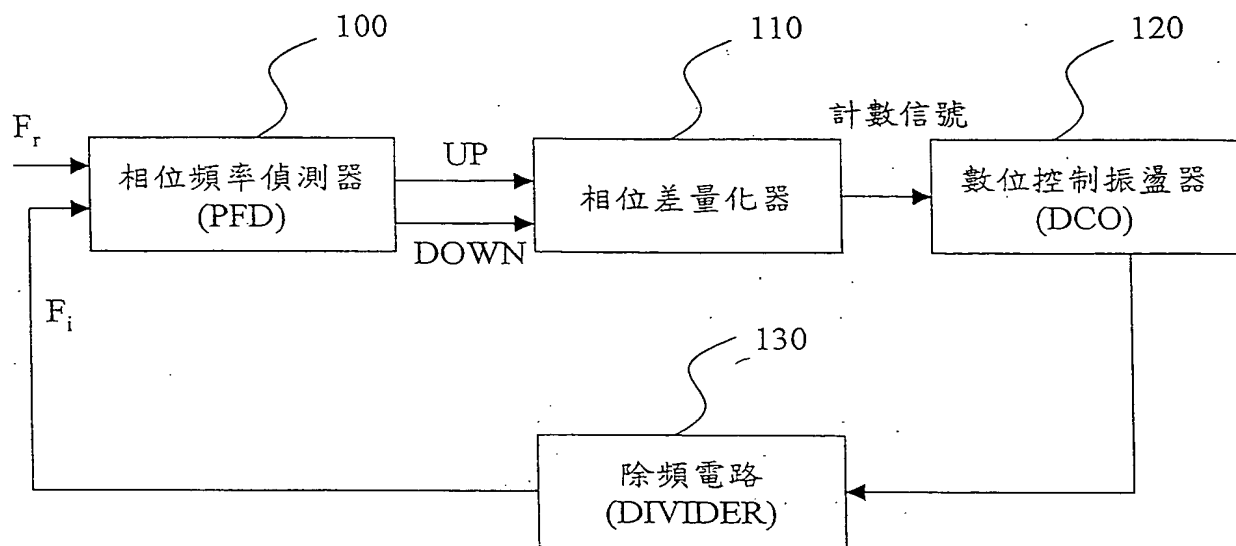 100
110
120
計數信號
F_r
UP
相位頻率偵測器
(PFD)
相位差量化器
數位控制振盪器
(DCO)
DOWN
F_i
130
除頻電路
(DIVIDER)